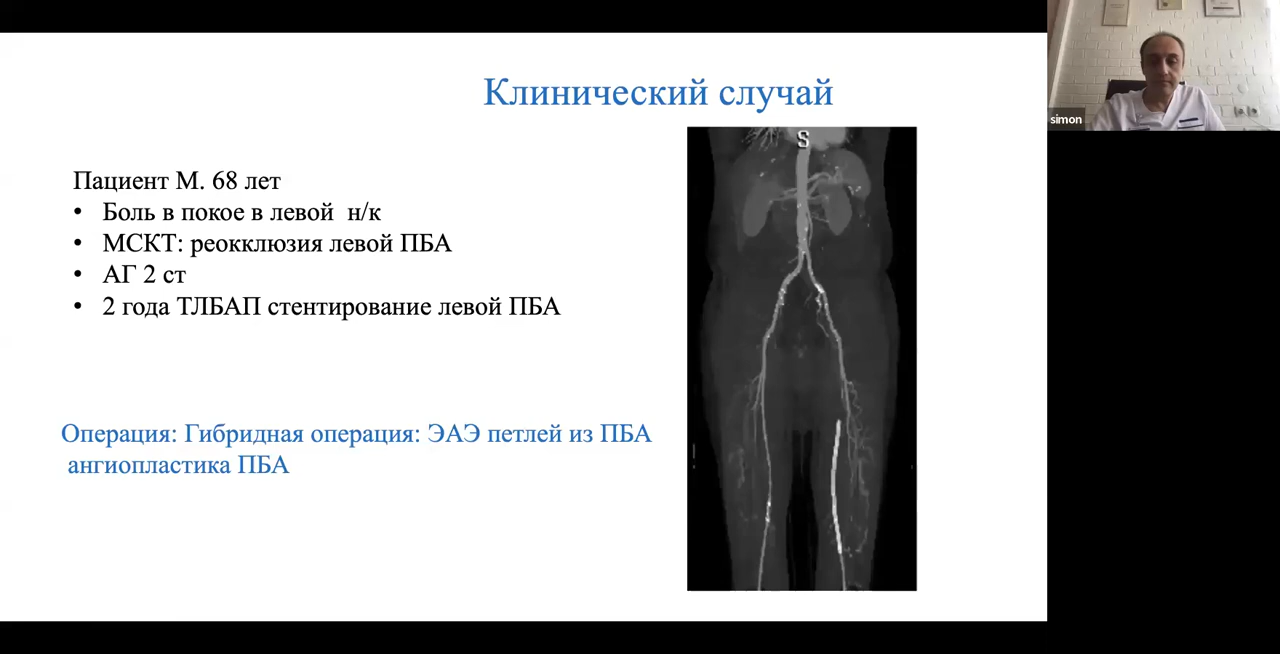 Клинический случай
Пациент М. 68 лет
• Боль в покое в левой н/к
• МСКТ: реокклюзия левой ПБА
• АГ 2 ст
• 2 года ТЛБАП стентирование левой ПБА
Операция: Гибридная операция: ЭАЭ петлей из ПБА
ангиопластика ПБА
S
simon